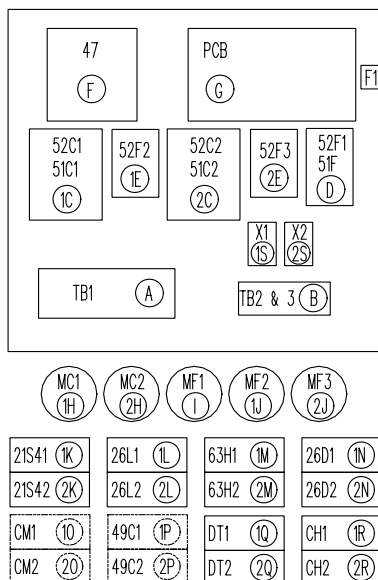 47
F
PCB
G
F1
52C1
51C1
1C
52F2
1E
52C2
51C2
2C
52F3
2E
52F1
51F
D
X1
1S
X2
2S
TB1 A
TB2 & 3 B
MC1
1H
MC2
2H
MF1
I
MF2
1J
MF3
2J
21S41 1K
21S42 2K
26L1 1L
26L2 2L
63H1 1M
63H2 2M
26D1 1N
26D2 2N
CM1 1O
CM2 2O
49C1 1P
49C2 2P
DT1 1Q
DT2 2Q
CH1 1R
CH2 2R